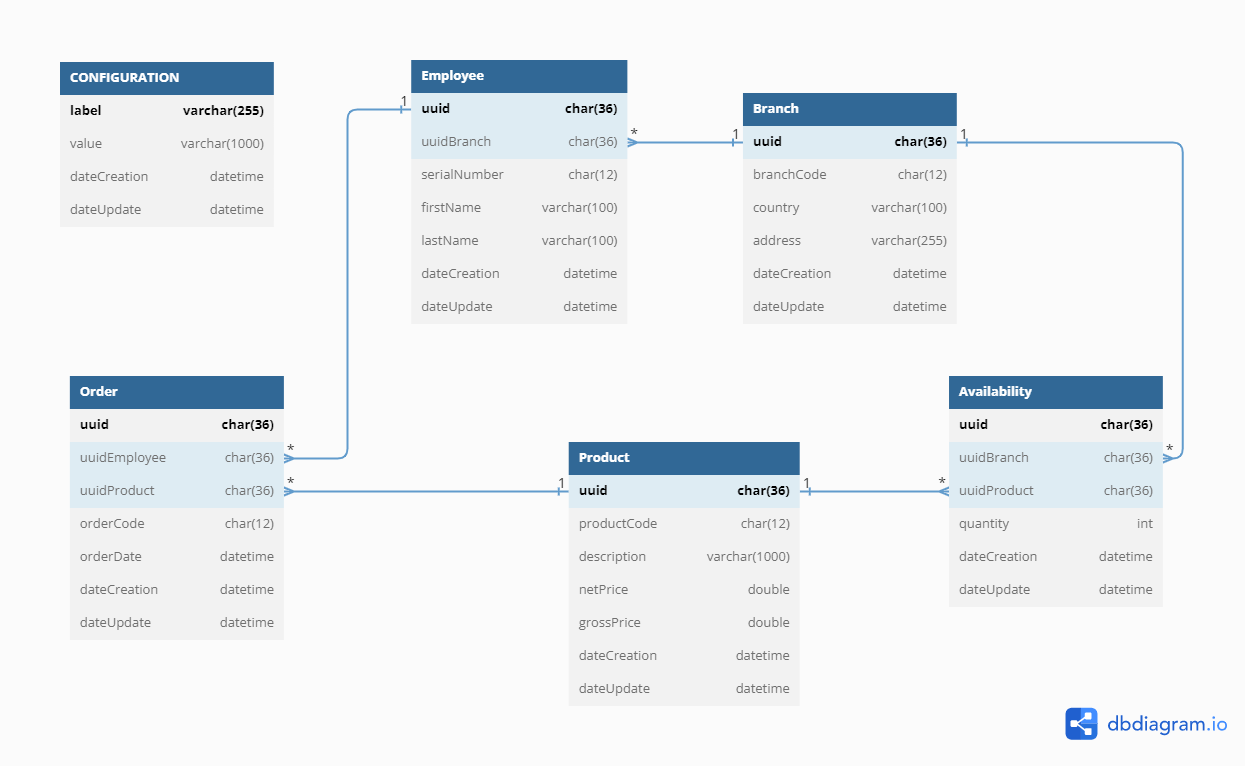 CONFIGURATION
label varchar(255)
value varchar(1000)
dateCreation datetime
dateUpdate datetime
Employee
1 uuid char(36)
uuidBranch char(36) *
serialNumber char(12)
firstName varchar(100)
lastName varchar(100)
dateCreation datetime
dateUpdate datetime
Branch
1 uuid char(36) 1
branchCode char(12)
country varchar(100)
address varchar(255)
dateCreation datetime
dateUpdate datetime
Order
uuid char(36)
uuidEmployee char(36) *
uuidProduct char(36) *
orderCode char(12)
orderDate datetime
dateCreation datetime
dateUpdate datetime
Product
1 uuid char(36) 1
productCode char(12)
description varchar(1000)
netPrice double
grossPrice double
dateCreation datetime
dateUpdate datetime
Availability
uuid char(36)
uuidBranch char(36) *
* uuidProduct char(36)
quantity int
dateCreation datetime
dateUpdate datetime
dbdiagram.io